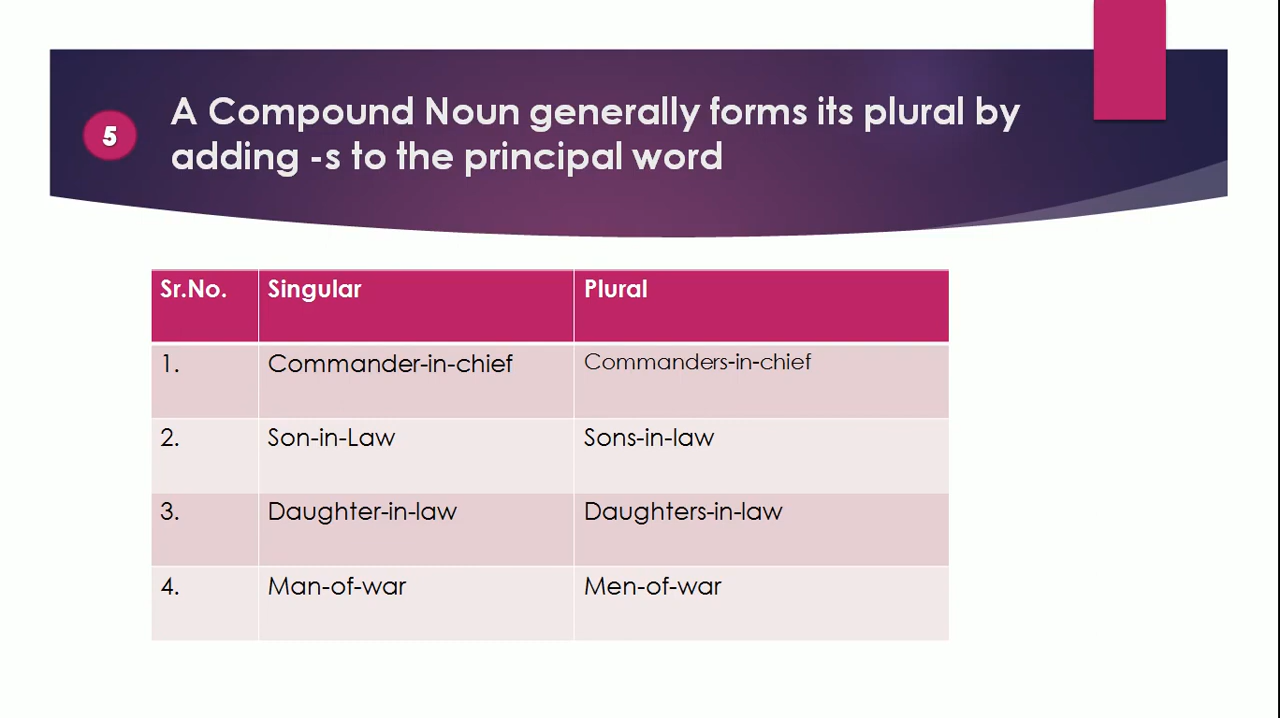 5
A Compound Noun generally forms its plural by
adding -s to the principal word
Sr.No. Singular Plural
1. Commander-in-chief Commanders-in-chief
2. Son-in-Law Sons-in-law
3. Daughter-in-law Daughters-in-law
4. Man-of-war Men-of-war